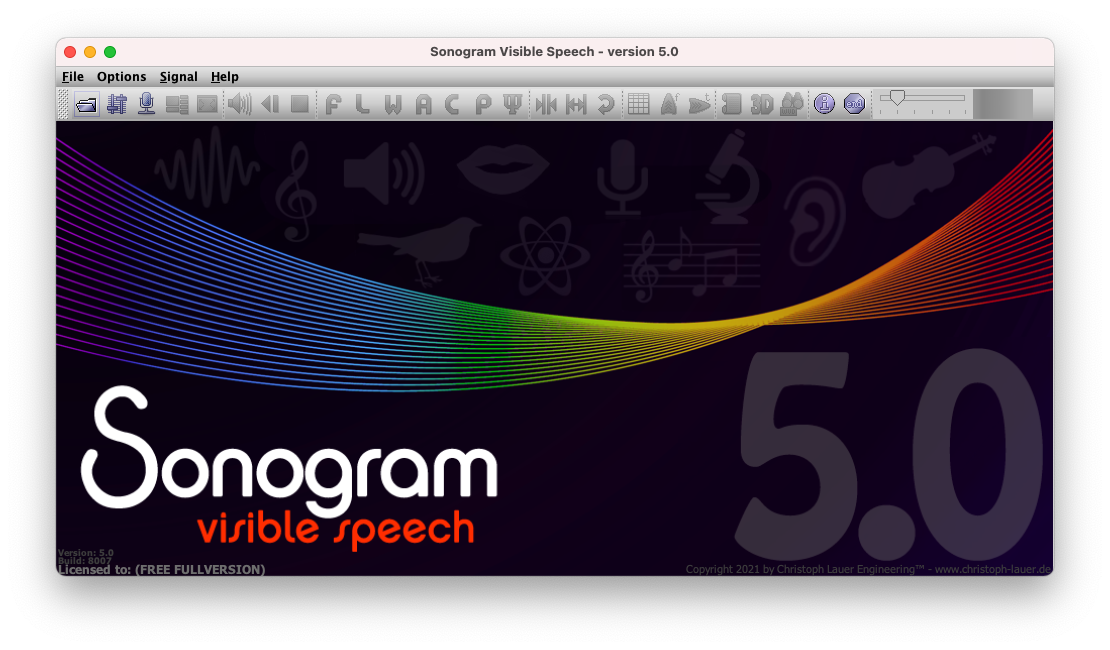 Sonogram Visible Speech - version 5.0
File Options Signal Help
F L W A C P Ψ 3D i end
5.0
Sonogram
visible speech
Version: 5.0
Build: 8007
Licensed to: (FREE FULLVERSION)
Copyright 2021 by Christoph Lauer Engineering™ - www.christoph-lauer.de